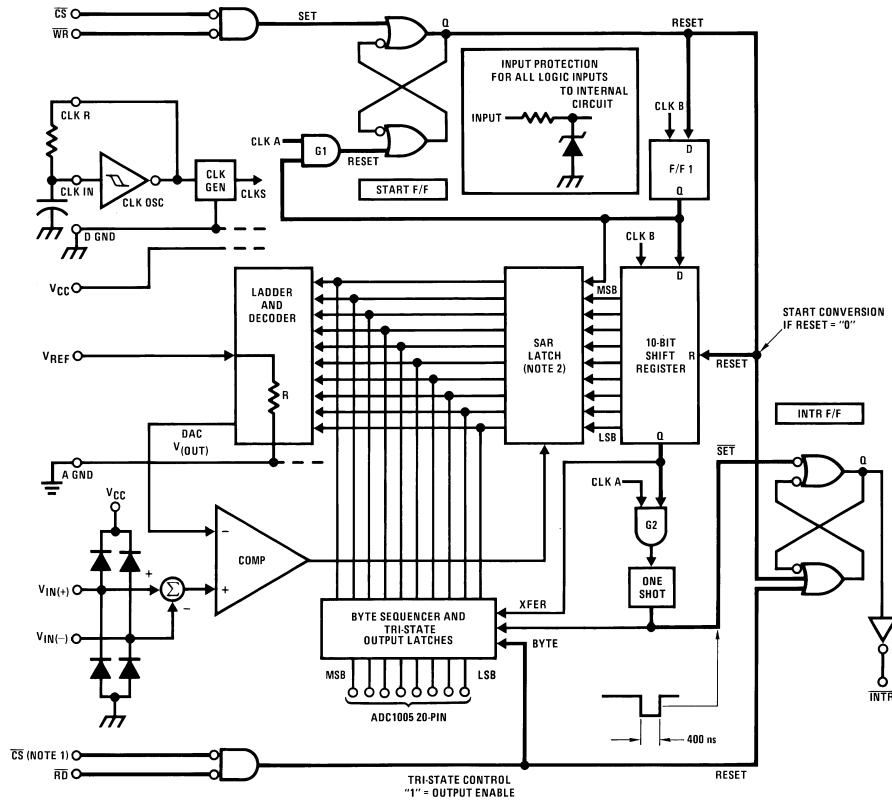 CS
WR
SET
Q
RESET
INPUT PROTECTION
FOR ALL LOGIC INPUTS
TO INTERNAL
CIRCUIT
INPUT
CLK B
D
F/F 1
Q
CLK R
CLK IN
CLK OSC
CLK
GEN
CLKS
CLK A
G1
RESET
START F/F
D GND
VCC
VREF
LADDER
AND
DECODER
R
DAC
V(OUT)
A GND
SAR
LATCH
(NOTE 2)
MSB
LSB
CLK B
D
10-BIT
SHIFT
REGISTER
R
Q
RESET
START CONVERSION
IF RESET = "0"
INTR F/F
SET
Q
CLK A
G2
ONE
SHOT
VCC
VIN(+)
VIN(−)
+
−
Σ
−
+
COMP
XFER
BYTE
BYTE SEQUENCER AND
TRI-STATE
OUTPUT LATCHES
MSB
LSB
ADC1005 20-PIN
400 ns
INTR
CS (NOTE 1)
RD
TRI-STATE CONTROL
"1" = OUTPUT ENABLE
RESET